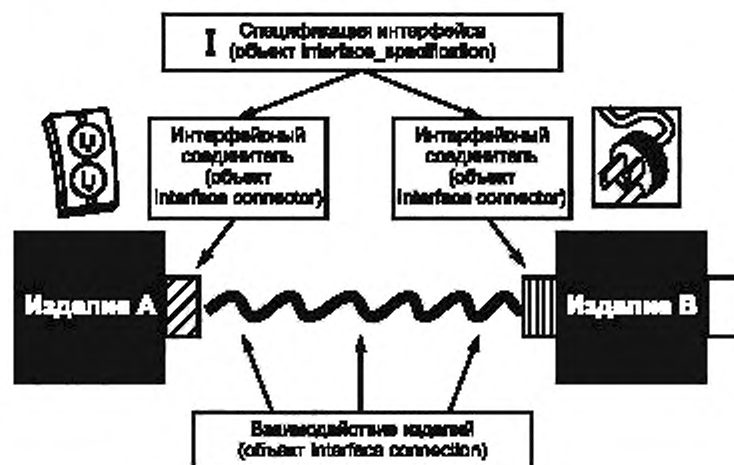 I Спецификация интерфейса
(объект interface_specification)
Интерфейсный
соединитель
(объект
interface connector)
Интерфейсный
соединитель
(объект
interface connector)
Изделие A
Изделие B
Взаимодействие изделий
(объект interface connection)